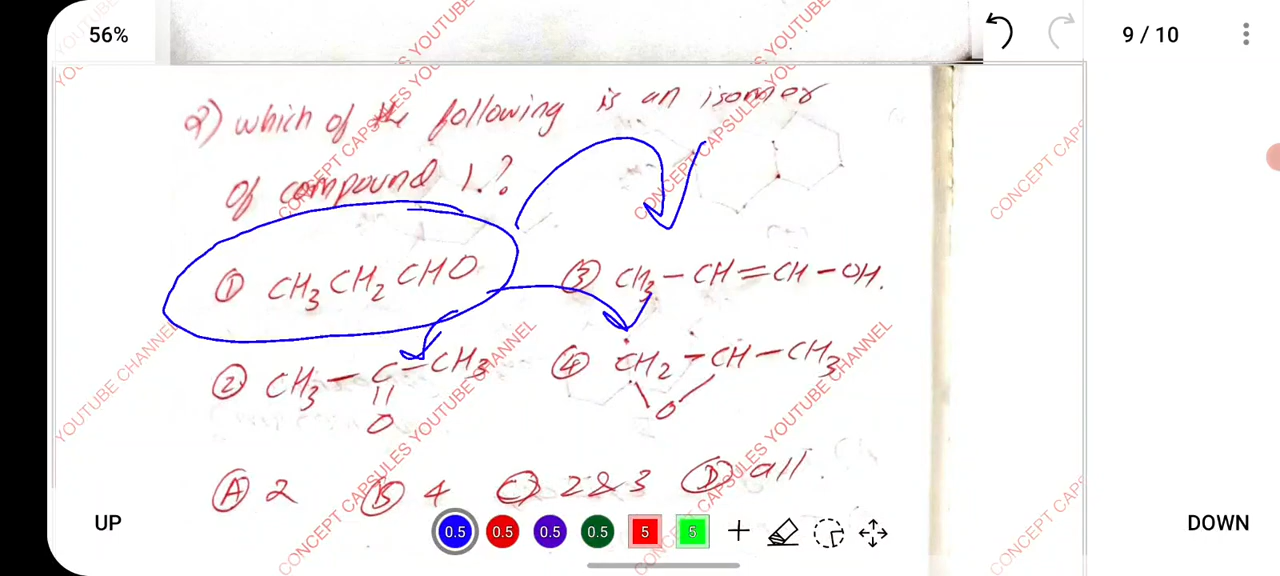 56%
9 / 10
2) which of the following is an isomer
of compound 1.?
① CH3CH2CHO
③ CH3-CH=CH-OH.
② CH3-C-CH3
||
O
④ CH2-CH-CH3
O
Ⓐ 2 Ⓑ 4 Ⓒ 2&3 Ⓓ all.
UP
0.5 0.5 0.5 0.5 5 5
DOWN
CONCEPT CAPSULES YOUTUBE CHANNEL